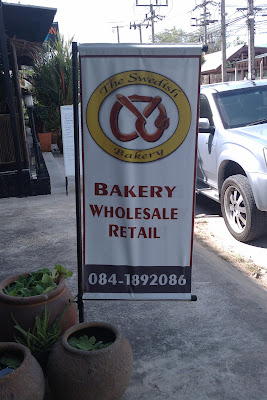 The Swedish
Bakery
BAKERY
WHOLESALE
RETAIL
084-1892086